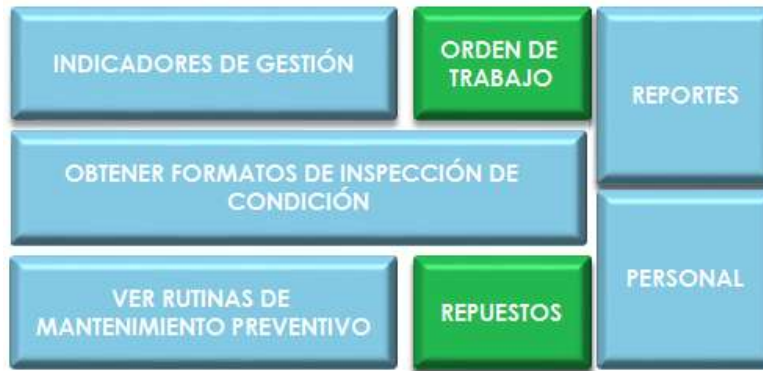 INDICADORES DE GESTIÓN
ORDEN DE
TRABAJO
REPORTES
OBTENER FORMATOS DE INSPECCIÓN DE
CONDICIÓN
VER RUTINAS DE
MANTENIMIENTO PREVENTIVO
REPUESTOS
PERSONAL